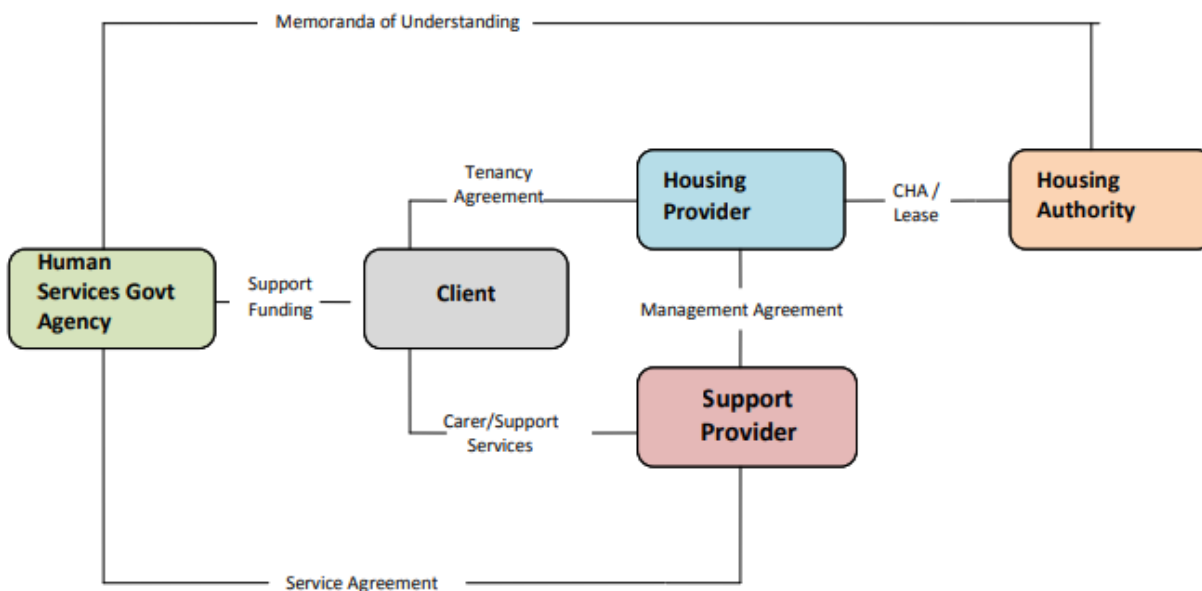 Memoranda of Understanding
Tenancy
Agreement
Housing
Provider
CHA /
Lease
Housing
Authority
Human
Services Govt
Agency
Support
Funding
Client
Management Agreement
Carer/Support
Services
Support
Provider
Service Agreement